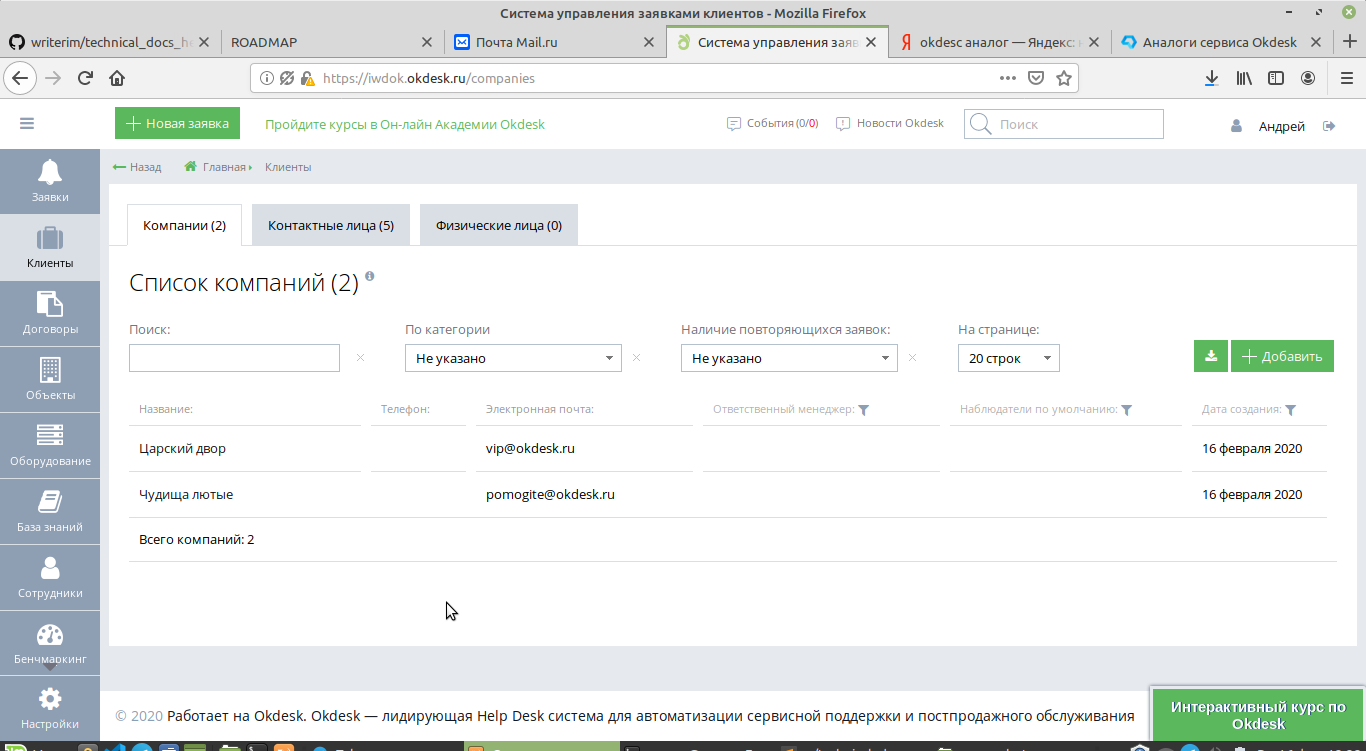 Система управления заявками клиентов - Mozilla Firefox
writerim/technical_docs_he
ROADMAP
Почта Mail.ru
Система управления заяв
okdesc аналог — Яндекс:
Аналоги сервиса Okdesk
https://iwdok.okdesk.ru/companies
Новая заявка
Пройдите курсы в Он-лайн Академии Okdesk
События (0/0)
Новости Okdesk
Поиск
Андрей
Назад
Главная
Клиенты
Заявки
Клиенты
Договоры
Объекты
Оборудование
База знаний
Сотрудники
Бенчмаркинг
Настройки
Компании (2)
Контактные лица (5)
Физические лица (0)
Список компаний (2)
Поиск:
По категории
Наличие повторяющихся заявок:
На странице:
Не указано
Не указано
20 строк
Добавить
Название:
Телефон:
Электронная почта:
Ответственный менеджер:
Наблюдатели по умолчанию:
Дата создания:
Царский двор
vip@okdesk.ru
16 февраля 2020
Чудища лютые
pomogite@okdesk.ru
16 февраля 2020
Всего компаний: 2
© 2020 Работает на Okdesk. Okdesk — лидирующая Help Desk система для автоматизации сервисной поддержки и постпродажного обслуживания
Интерактивный курс по
Okdesk